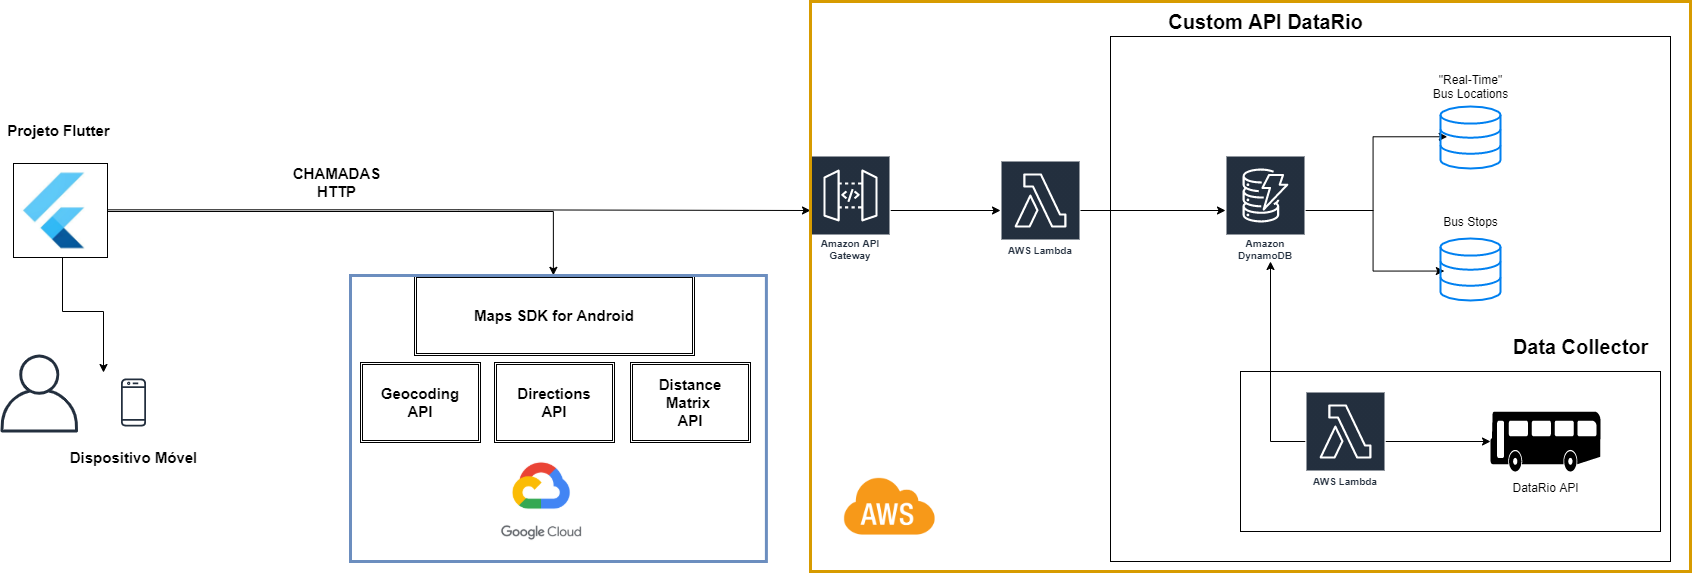 Custom API DataRio
"Real-Time"
Bus Locations
Projeto Flutter
CHAMADAS
HTTP
Amazon API
Gateway
AWS Lambda
Amazon
DynamoDB
Bus Stops
Maps SDK for Android
Geocoding
API
Directions
API
Distance
Matrix
API
Data Collector
Dispositivo Móvel
Google Cloud
AWS
AWS Lambda
DataRio API